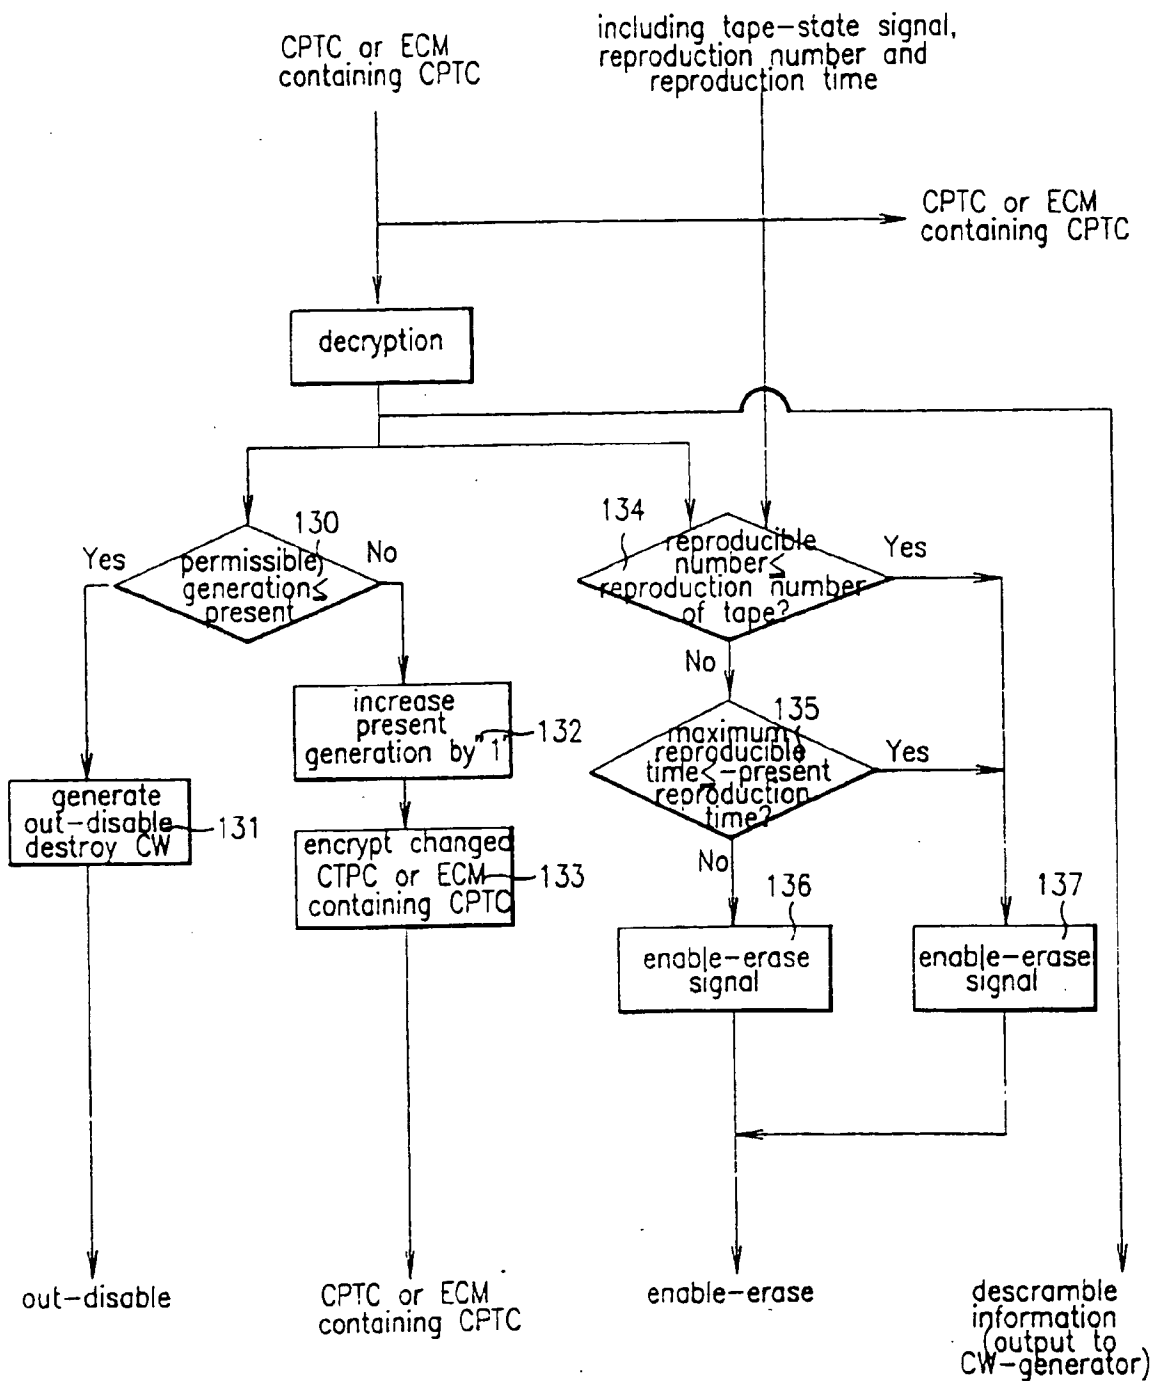 CPTC or ECM
containing CPTC
including tape-state signal,
reproduction number and
reproduction time
CPTC or ECM
containing CPTC
decryption
130
permissible
generation≤
present
Yes
No
134
reproducible
number≤
reproduction number
of tape?
Yes
No
increase
present
generation by "1"
132
135
maximum
reproducible
time≤-present
reproduction
time?
Yes
No
generate
out-disable
destroy CW
131
encrypt changed
CTPC or ECM
containing CPTC
133
136
enable-erase
signal
137
enable-erase
signal
out-disable
CPTC or ECM
containing CPTC
enable-erase
descramble
information
(output to
CW-generator)